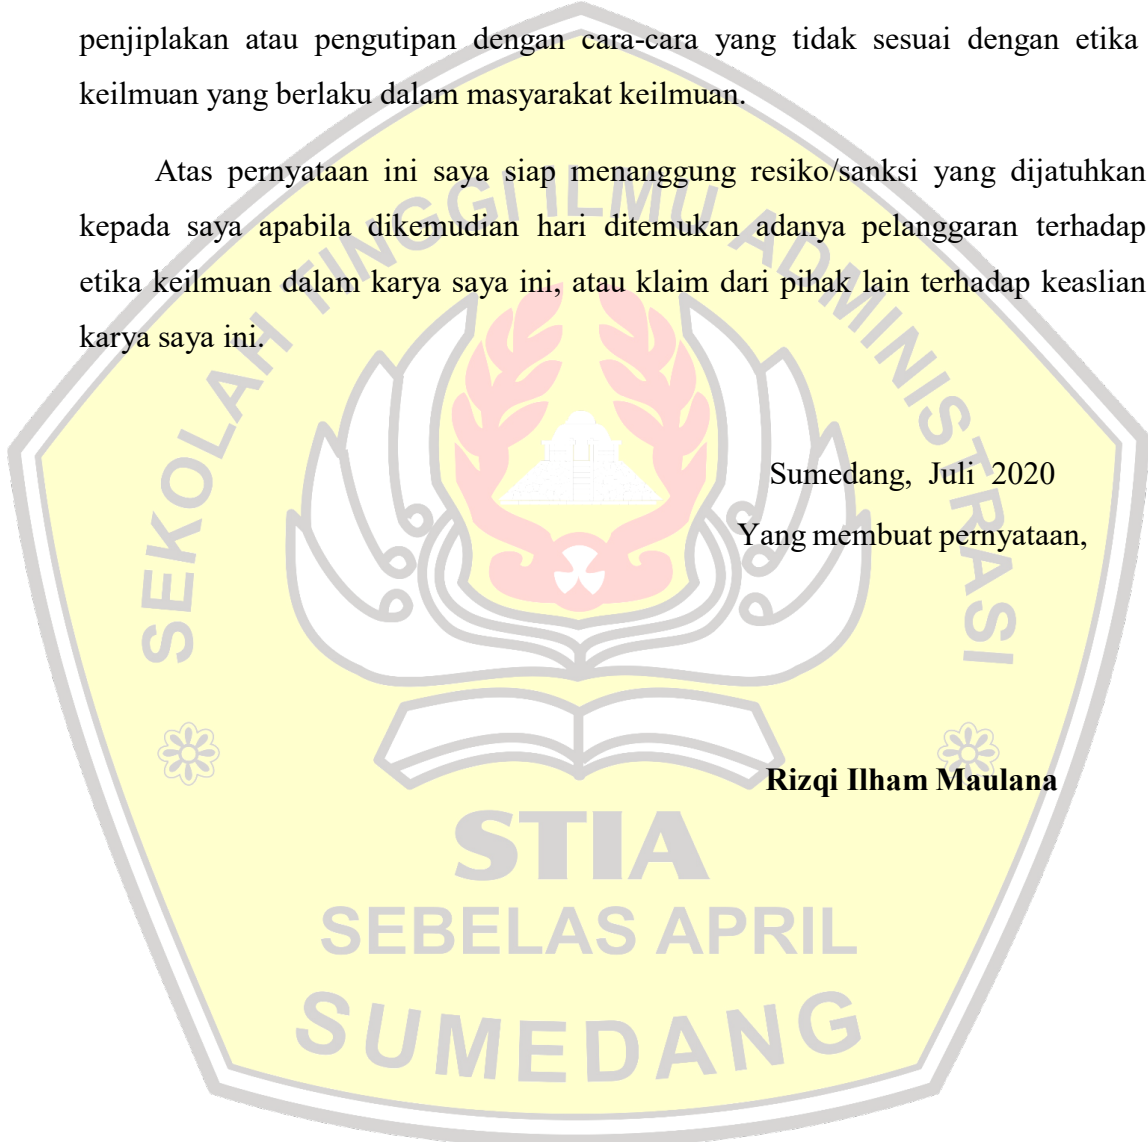 penjiplakan atau pengutipan dengan cara-cara yang tidak sesuai dengan etika
keilmuan yang berlaku dalam masyarakat keilmuan.
Atas pernyataan ini saya siap menanggung resiko/sanksi yang dijatuhkan
kepada saya apabila dikemudian hari ditemukan adanya pelanggaran terhadap
etika keilmuan dalam karya saya ini, atau klaim dari pihak lain terhadap keaslian
karya saya ini.
Sumedang, Juli 2020
Yang membuat pernyataan,
Rizqi Ilham Maulana
SEKOLAH TINGGI ILMU ADMINISTRASI
STIA
SEBELAS APRIL
SUMEDANG